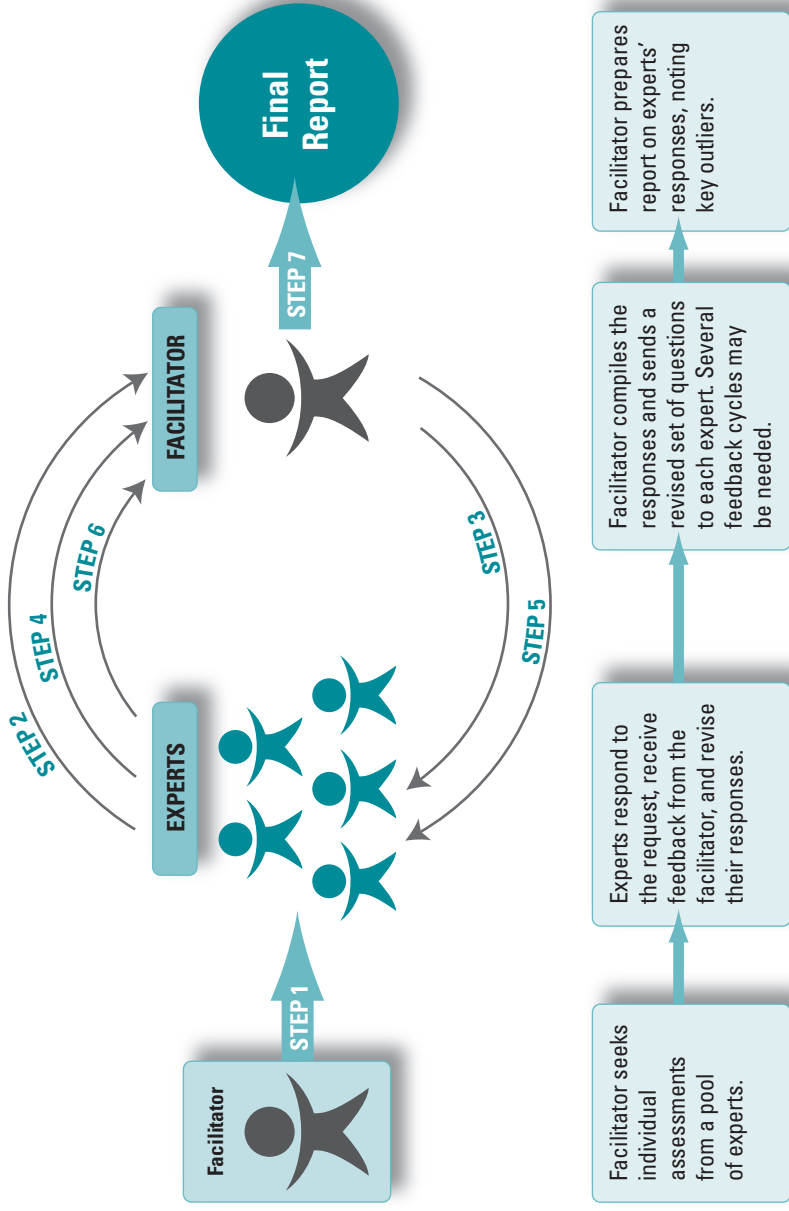 Facilitator
STEP 1
EXPERTS
STEP 2
STEP 4
STEP 6
FACILITATOR
STEP 3
STEP 5
STEP 7
Final
Report
Facilitator seeks
individual
assessments
from a pool
of experts.
Experts respond to
the request, receive
feedback from the
facilitator, and revise
their responses.
Facilitator compiles the
responses and sends a
revised set of questions
to each expert. Several
feedback cycles may
be needed.
Facilitator prepares
report on experts’
responses, noting
key outliers.